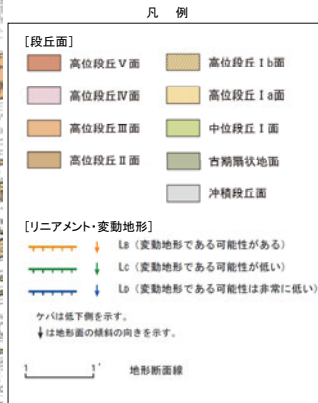 凡 例
[段丘面]
高位段丘Ⅴ面
高位段丘Ⅰb面
高位段丘Ⅳ面
高位段丘Ⅰa面
高位段丘Ⅲ面
中位段丘Ⅰ面
高位段丘Ⅱ面
古期扇状地面
沖積段丘面
[リニアメント・変動地形]
LB（変動地形である可能性がある）
LC（変動地形である可能性が低い）
LD（変動地形である可能性は非常に低い）
ケバは低下側を示す。
↓は地形面の傾斜の向きを示す。
1 1' 地形断面線